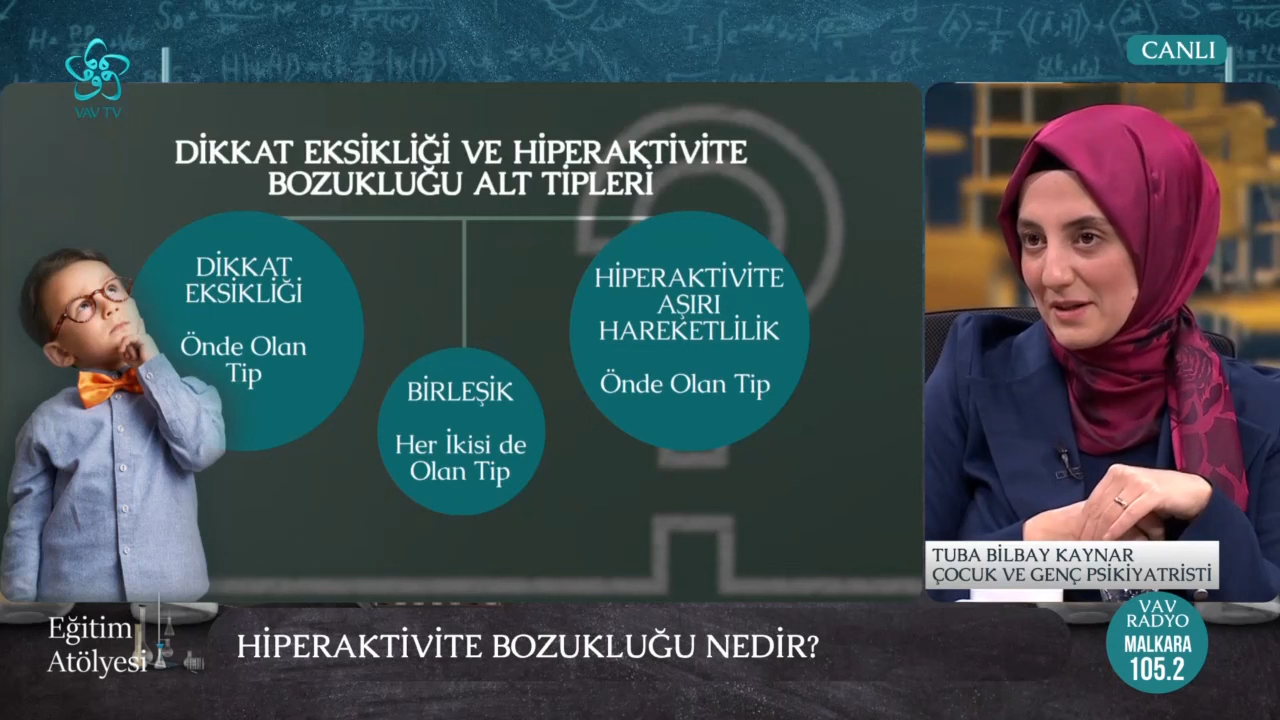 CANLI
VAV TV
DİKKAT EKSİKLİĞİ VE HİPERAKTİVİTE
BOZUKLUĞU ALT TİPLERİ
DİKKAT
EKSİKLİĞİ
Önde Olan
Tip
BİRLEŞİK
Her İkisi de
Olan Tip
HİPERAKTİVİTE
AŞIRI
HAREKETLİLİK
Önde Olan Tip
TUBA BİLBAY KAYNAR
ÇOCUK VE GENÇ PSİKİYATRİSTİ
Eğitim
Atölyesi
HİPERAKTİVİTE BOZUKLUĞU NEDİR?
VAV
RADYO
MALKARA
105.2